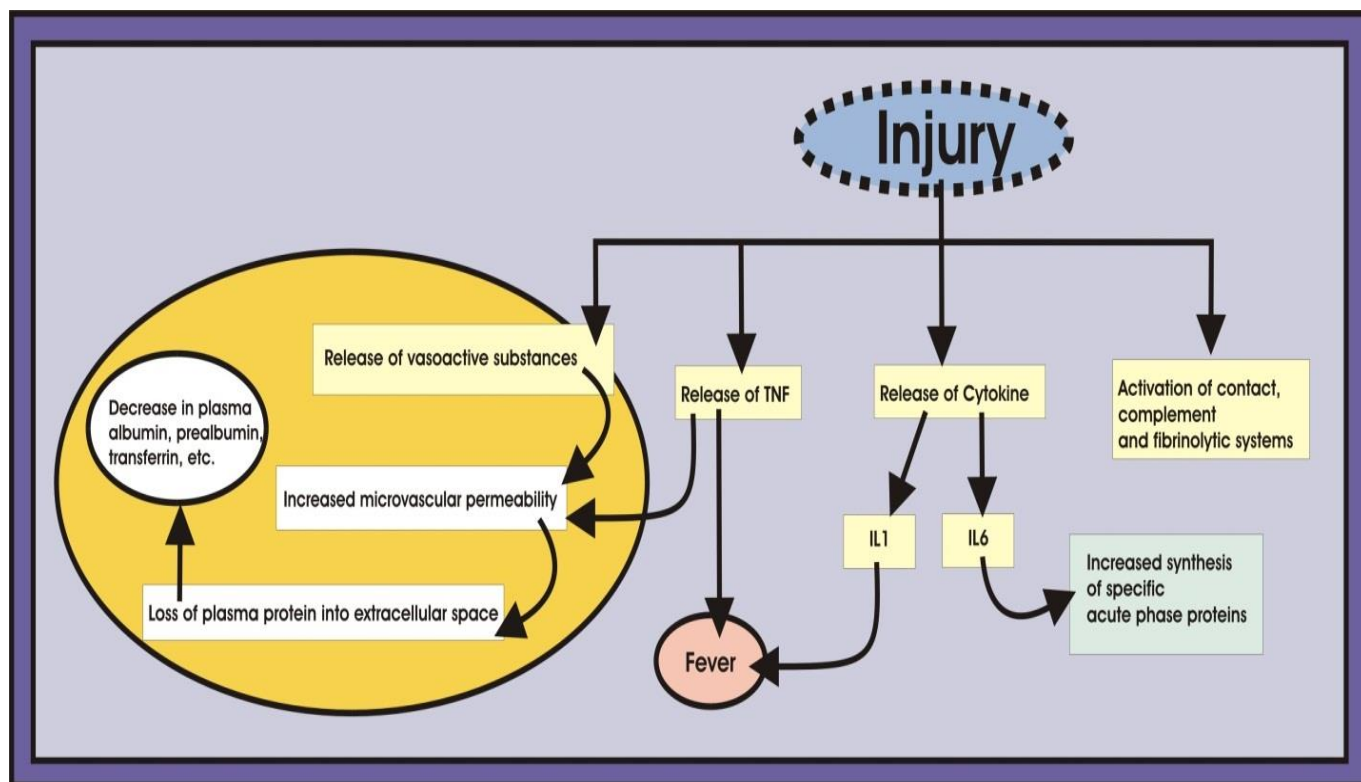 Injury
Release of vasoactive substances
Decrease in plasma
albumin, prealbumin,
transferrin, etc.
Increased microvascular permeability
Loss of plasma protein into extracellular space
Release of TNF
Fever
Release of Cytokine
IL1
IL6
Increased synthesis
of specific
acute phase proteins
Activation of contact,
complement
and fibrinolytic systems